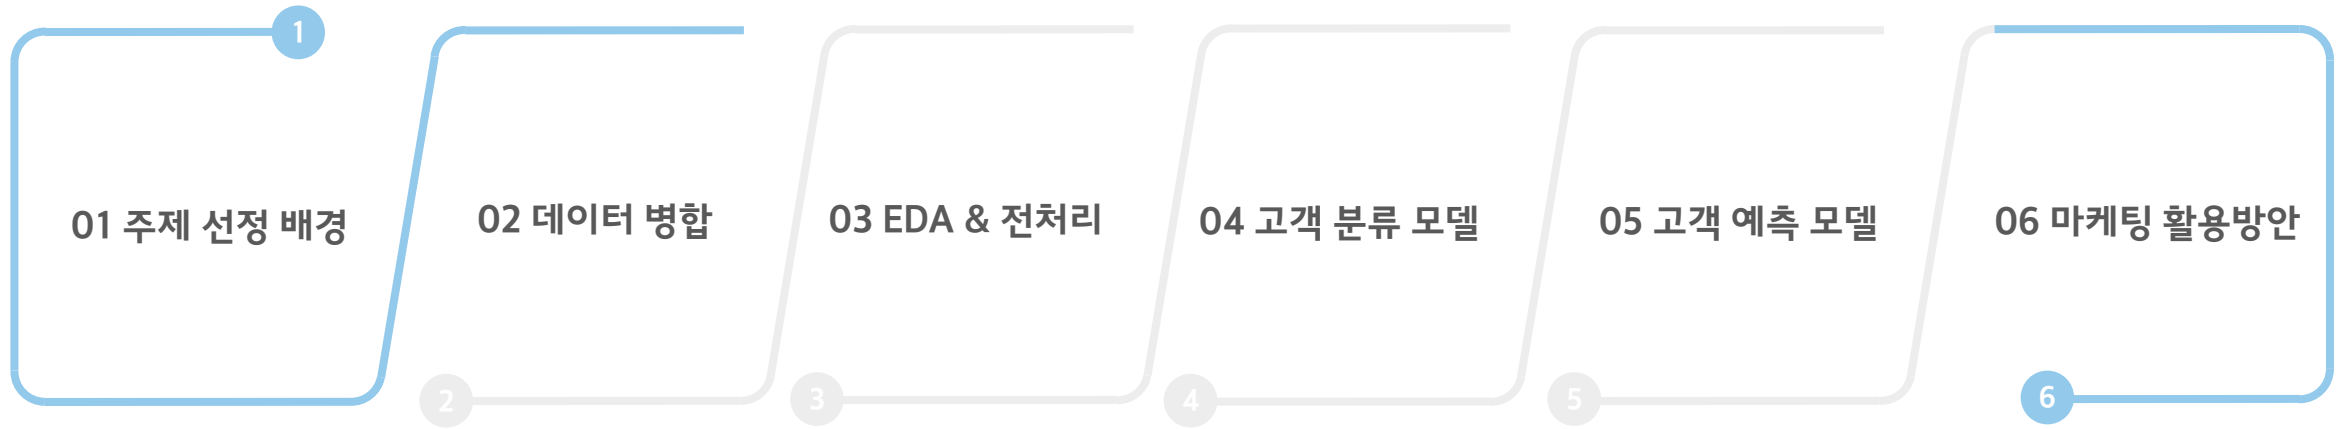 1
01 주제 선정 배경
02 데이터 병합
2
03 EDA & 전처리
3
04 고객 분류 모델
4
05 고객 예측 모델
5
06 마케팅 활용방안
6